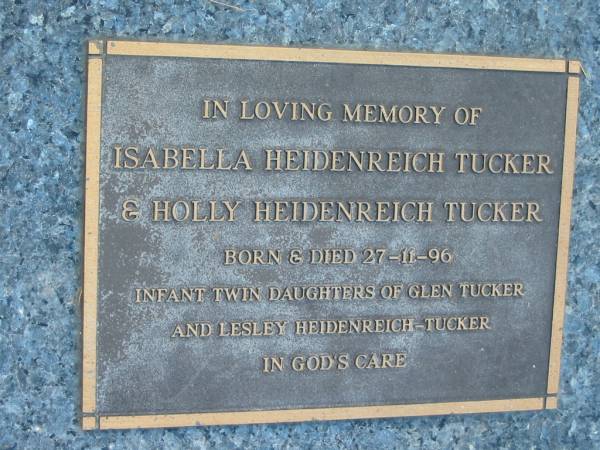 IN LOVING MEMORY OF
ISABELLA HEIDENREICH TUCKER
& HOLLY HEIDENREICH TUCKER
BORN & DIED 27-11-96
INFANT TWIN DAUGHTERS OF GLEN TUCKER
AND LESLEY HEIDENREICH-TUCKER
IN GOD'S CARE